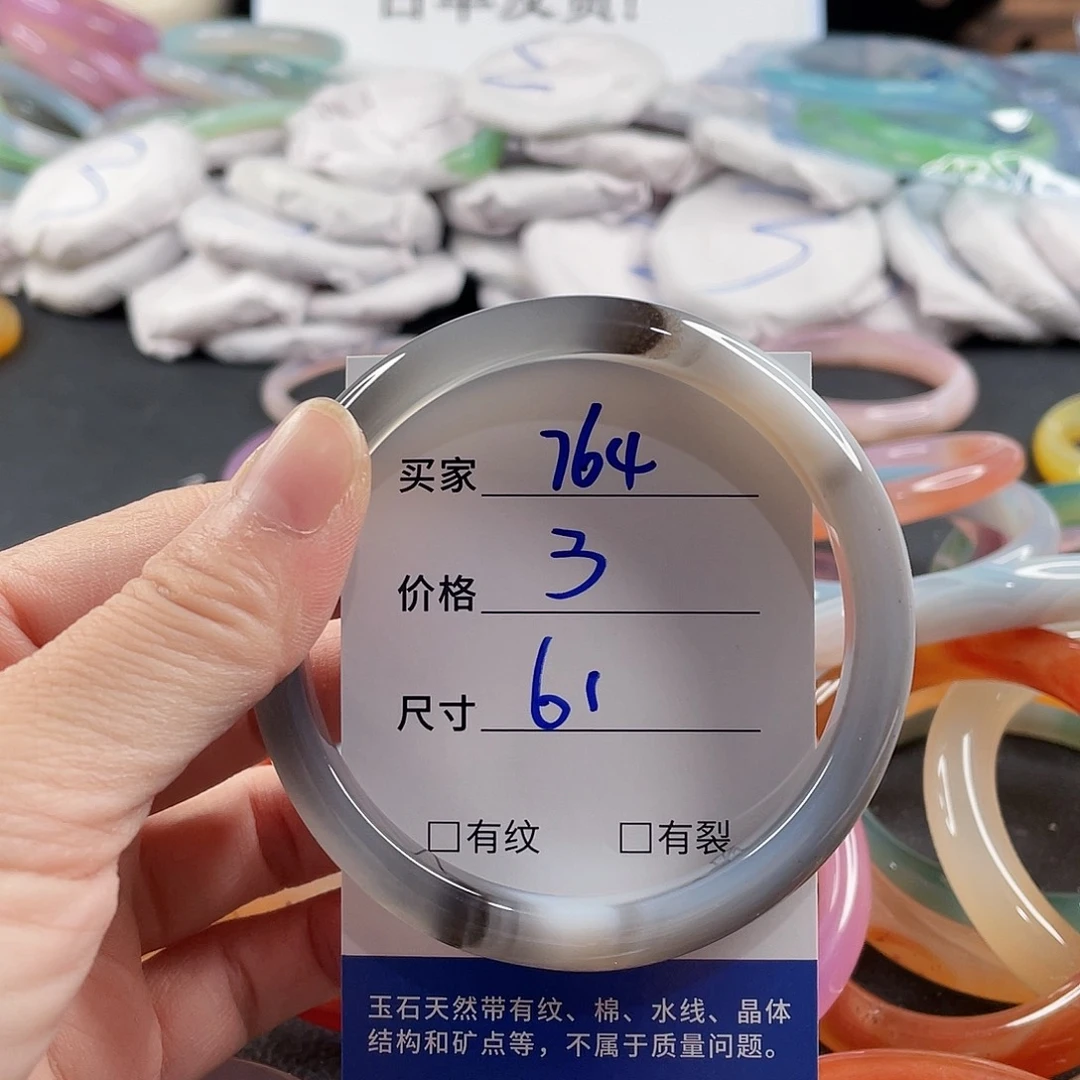 买家 764
价格 3
尺寸 61
□有纹 □有裂
玉石天然带有纹、棉、水线、晶体
结构和矿点等，不属于质量问题。